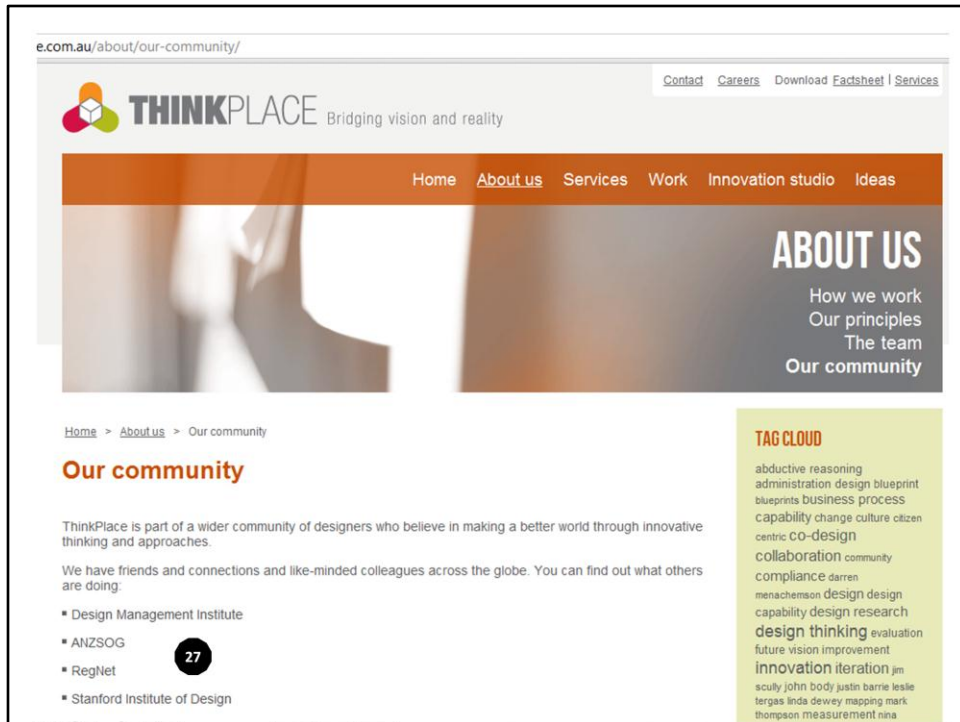 e.com.au/about/our-community/
Contact Careers Download Factsheet | Services
THINKPLACE Bridging vision and reality
Home About us Services Work Innovation studio Ideas
ABOUT US
How we work
Our principles
The team
Our community
Home > About us > Our community
Our community
ThinkPlace is part of a wider community of designers who believe in making a better world through innovative
thinking and approaches.
We have friends and connections and like-minded colleagues across the globe. You can find out what others
are doing:
▪ Design Management Institute
▪ ANZSOG
27
▪ RegNet
▪ Stanford Institute of Design
TAG CLOUD
abductive reasoning
administration design blueprint
blueprints business process
capability change culture citizen
centric co-design
collaboration community
compliance darren
menachemson design design
capability design research
design thinking evaluation
future vision improvement
innovation iteration jim
scully john body justin barrie leslie
tergas linda dewey mapping mark
thompson measurement nina